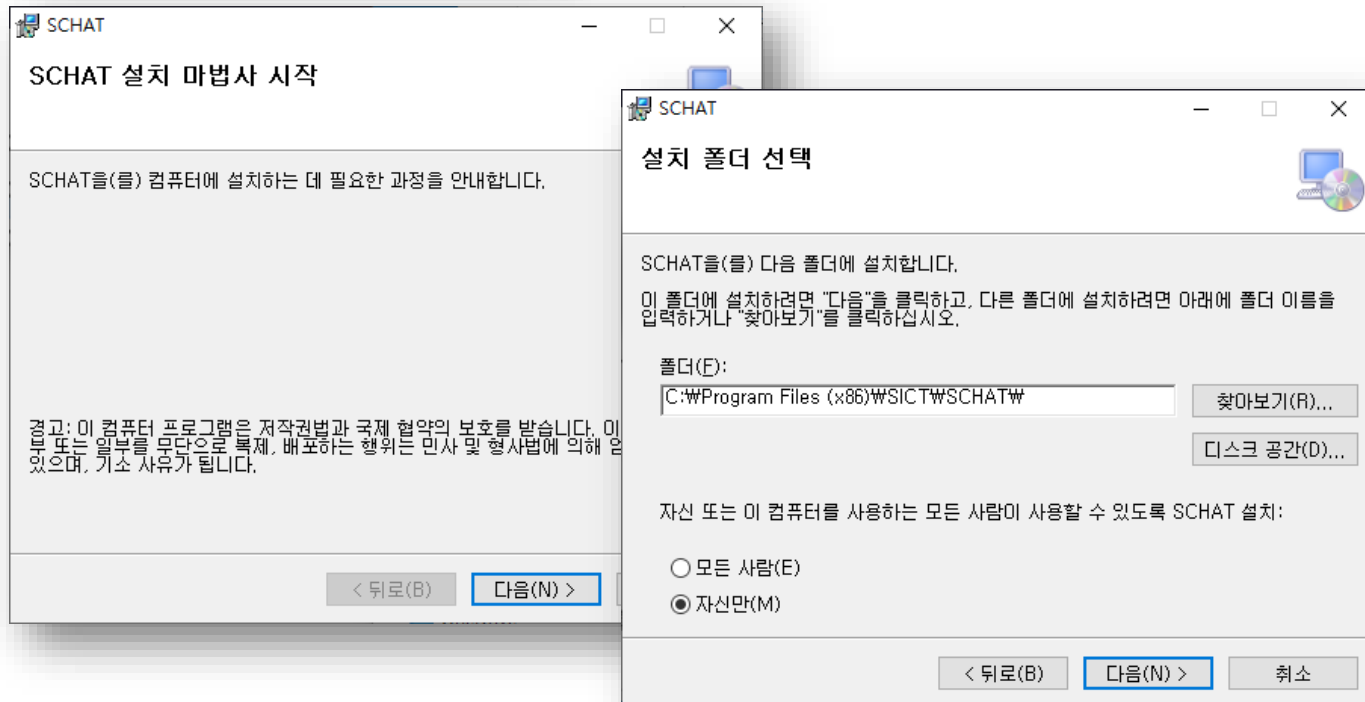 SCHAT
SCHAT 설치 마법사 시작
SCHAT을(를) 컴퓨터에 설치하는 데 필요한 과정을 안내합니다.
경고: 이 컴퓨터 프로그램은 저작권법과 국제 협약의 보호를 받습니다. 이
부 또는 일부를 무단으로 복제, 배포하는 행위는 민사 및 형사법에 의해 엄
있으며, 기소 사유가 됩니다.
< 뒤로(B)
다음(N) >
SCHAT
설치 폴더 선택
SCHAT을(를) 다음 폴더에 설치합니다.
이 폴더에 설치하려면 "다음"을 클릭하고, 다른 폴더에 설치하려면 아래에 폴더 이름을
입력하거나 "찾아보기"를 클릭하십시오.
폴더(F):
C:₩Program Files (x86)₩SICT₩SCHAT₩
찾아보기(R)...
디스크 공간(D)...
자신 또는 이 컴퓨터를 사용하는 모든 사람이 사용할 수 있도록 SCHAT 설치:
모든 사람(E)
자신만(M)
< 뒤로(B)
다음(N) >
취소